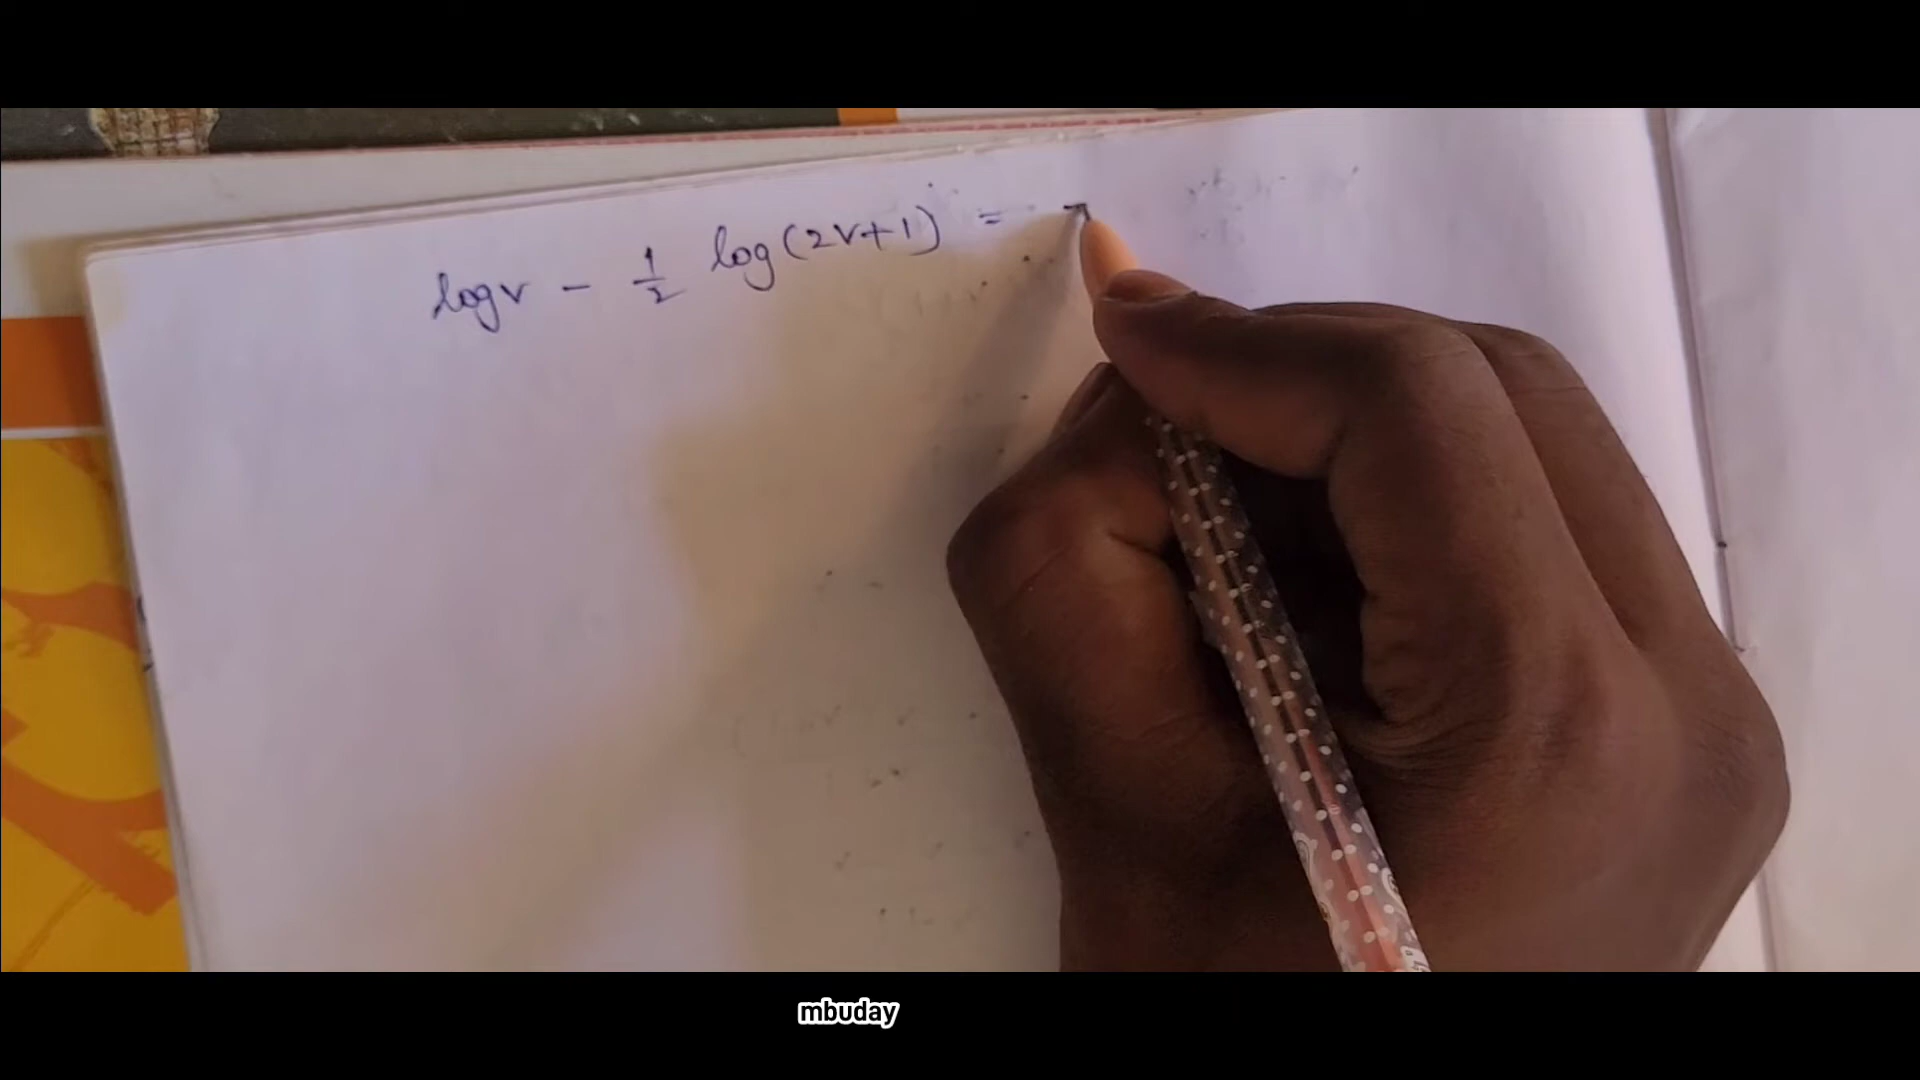 log v - 1/2 log(2v+1) = -
mbuday